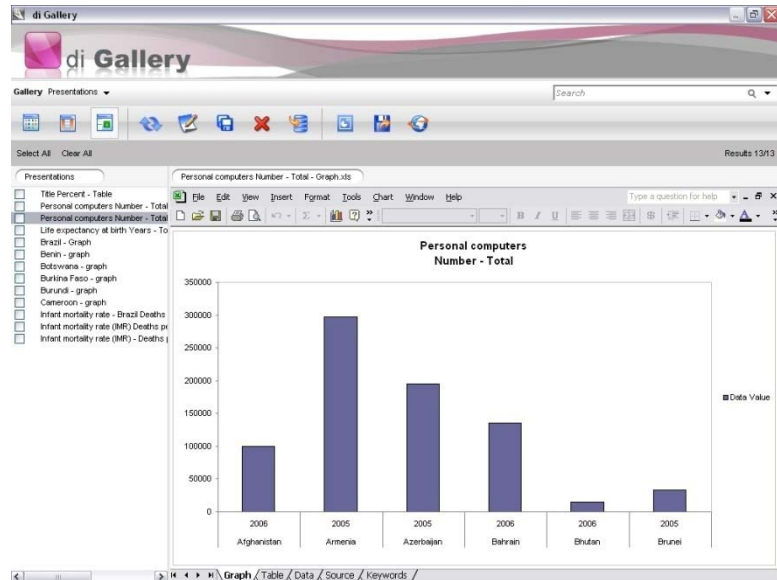 di Gallery
di Gallery
Gallery Presentations
Search
Select All Clear All
Results 13/13
Presentations
Title Percent - Table
Personal computers Number - Total
Personal computers Number - Total
Life expectancy at birth Years - To
Brazil - Graph
Benin - graph
Botswana - graph
Burkina Faso - graph
Burundi - graph
Cameroon - graph
Infant mortality rate - Brazil Deaths
Infant mortality rate (IMR) Deaths pe
Infant mortality rate (IMR) - Deaths p
Personal computers Number - Total - Graph.xls
File Edit View Insert Format Tools Chart Window Help
Type a question for help
B I U
Personal computers
Number - Total
350000
300000
250000
200000
150000
100000
50000
0
2006 2005 2005 2006 2006 2005
Afghanistan Armenia Azerbaijan Bahrain Bhutan Brunei
Data Value
Graph / Table / Data / Source / Keywords /